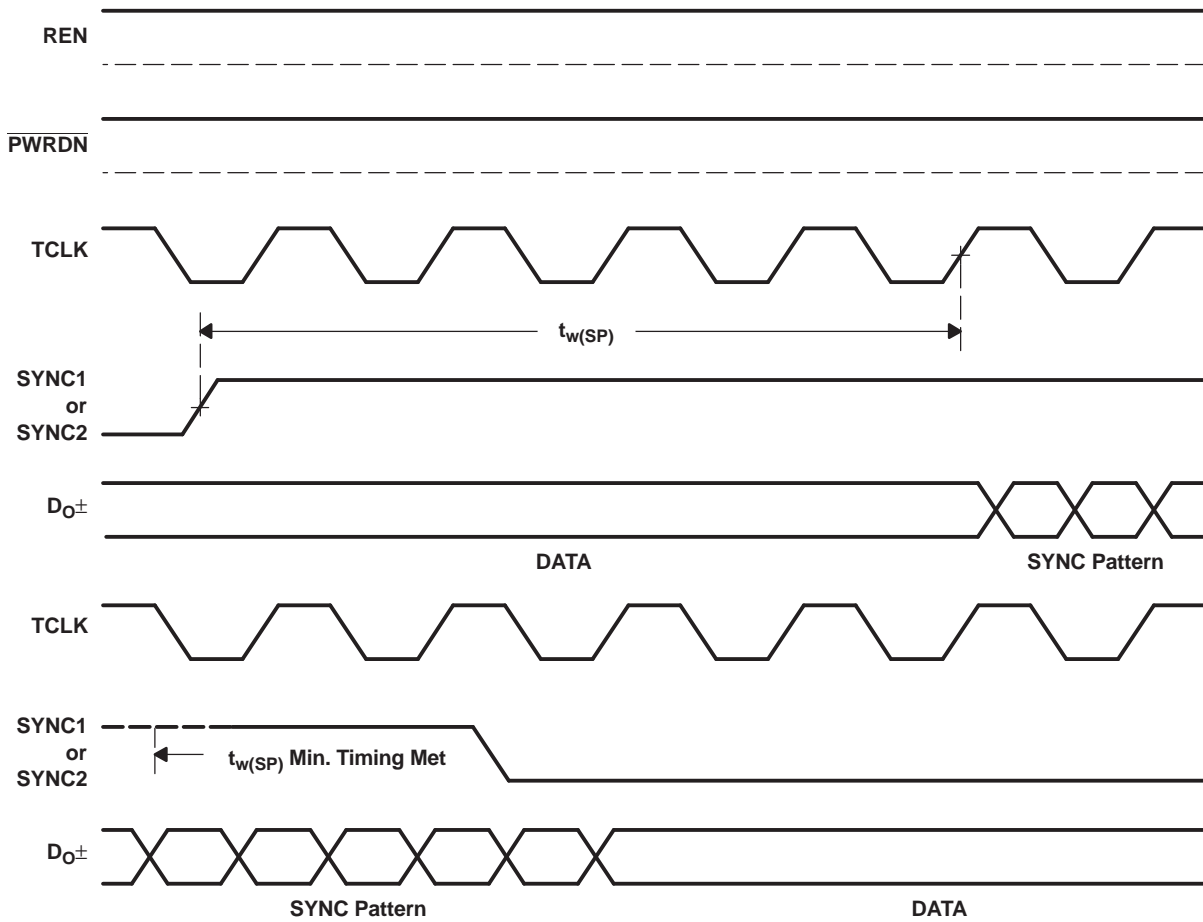 REN
PWRDN
TCLK
tw(SP)
SYNC1
or
SYNC2
DO±
DATA SYNC Pattern
TCLK
SYNC1
or
SYNC2
tw(SP) Min. Timing Met
DO±
SYNC Pattern DATA